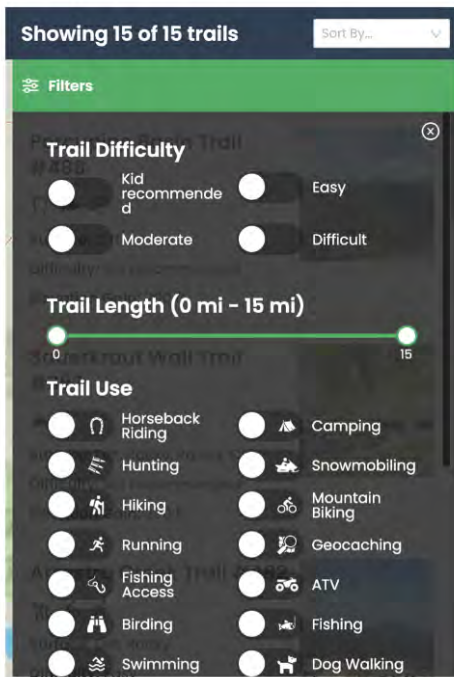 Showing 15 of 15 trails
Sort By...
Filters
Trail Difficulty
Kid
recommende
d
Easy
Moderate
Difficult
Trail Length (0 mi - 15 mi)
0
15
Trail Use
Horseback
Riding
Camping
Hunting
Snowmobiling
Hiking
Mountain
Biking
Running
Geocaching
Fishing
Access
ATV
Birding
Fishing
Swimming
Dog Walking